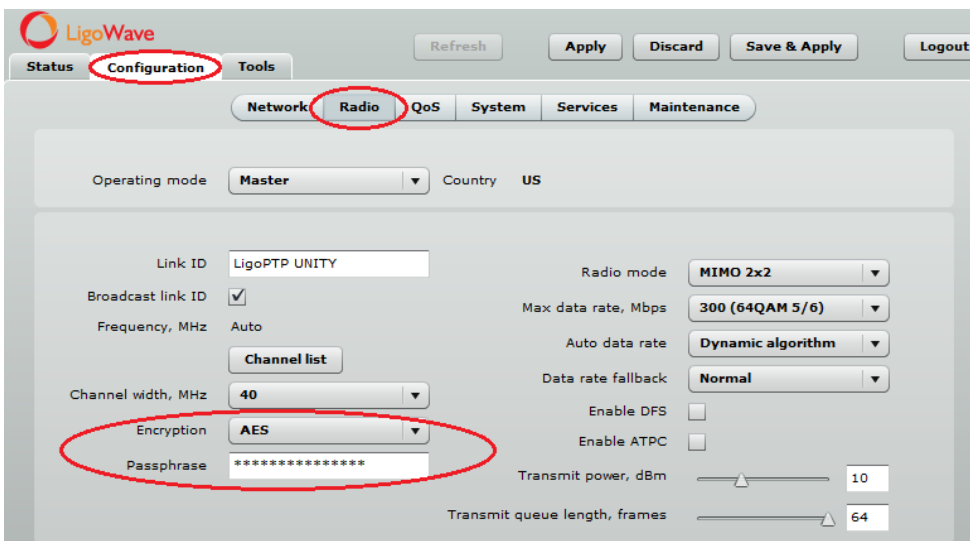 LigoWave
Refresh Apply Discard Save & Apply Logout
Status Configuration Tools
Network Radio QoS System Services Maintenance
Operating mode Master Country US
Link ID LigoPTP UNITY
Broadcast link ID
Frequency, MHz Auto
Channel list
Channel width, MHz 40
Encryption AES
Passphrase ***************
Radio mode MIMO 2x2
Max data rate, Mbps 300 (64QAM 5/6)
Auto data rate Dynamic algorithm
Data rate fallback Normal
Enable DFS
Enable ATPC
Transmit power, dBm 10
Transmit queue length, frames 64